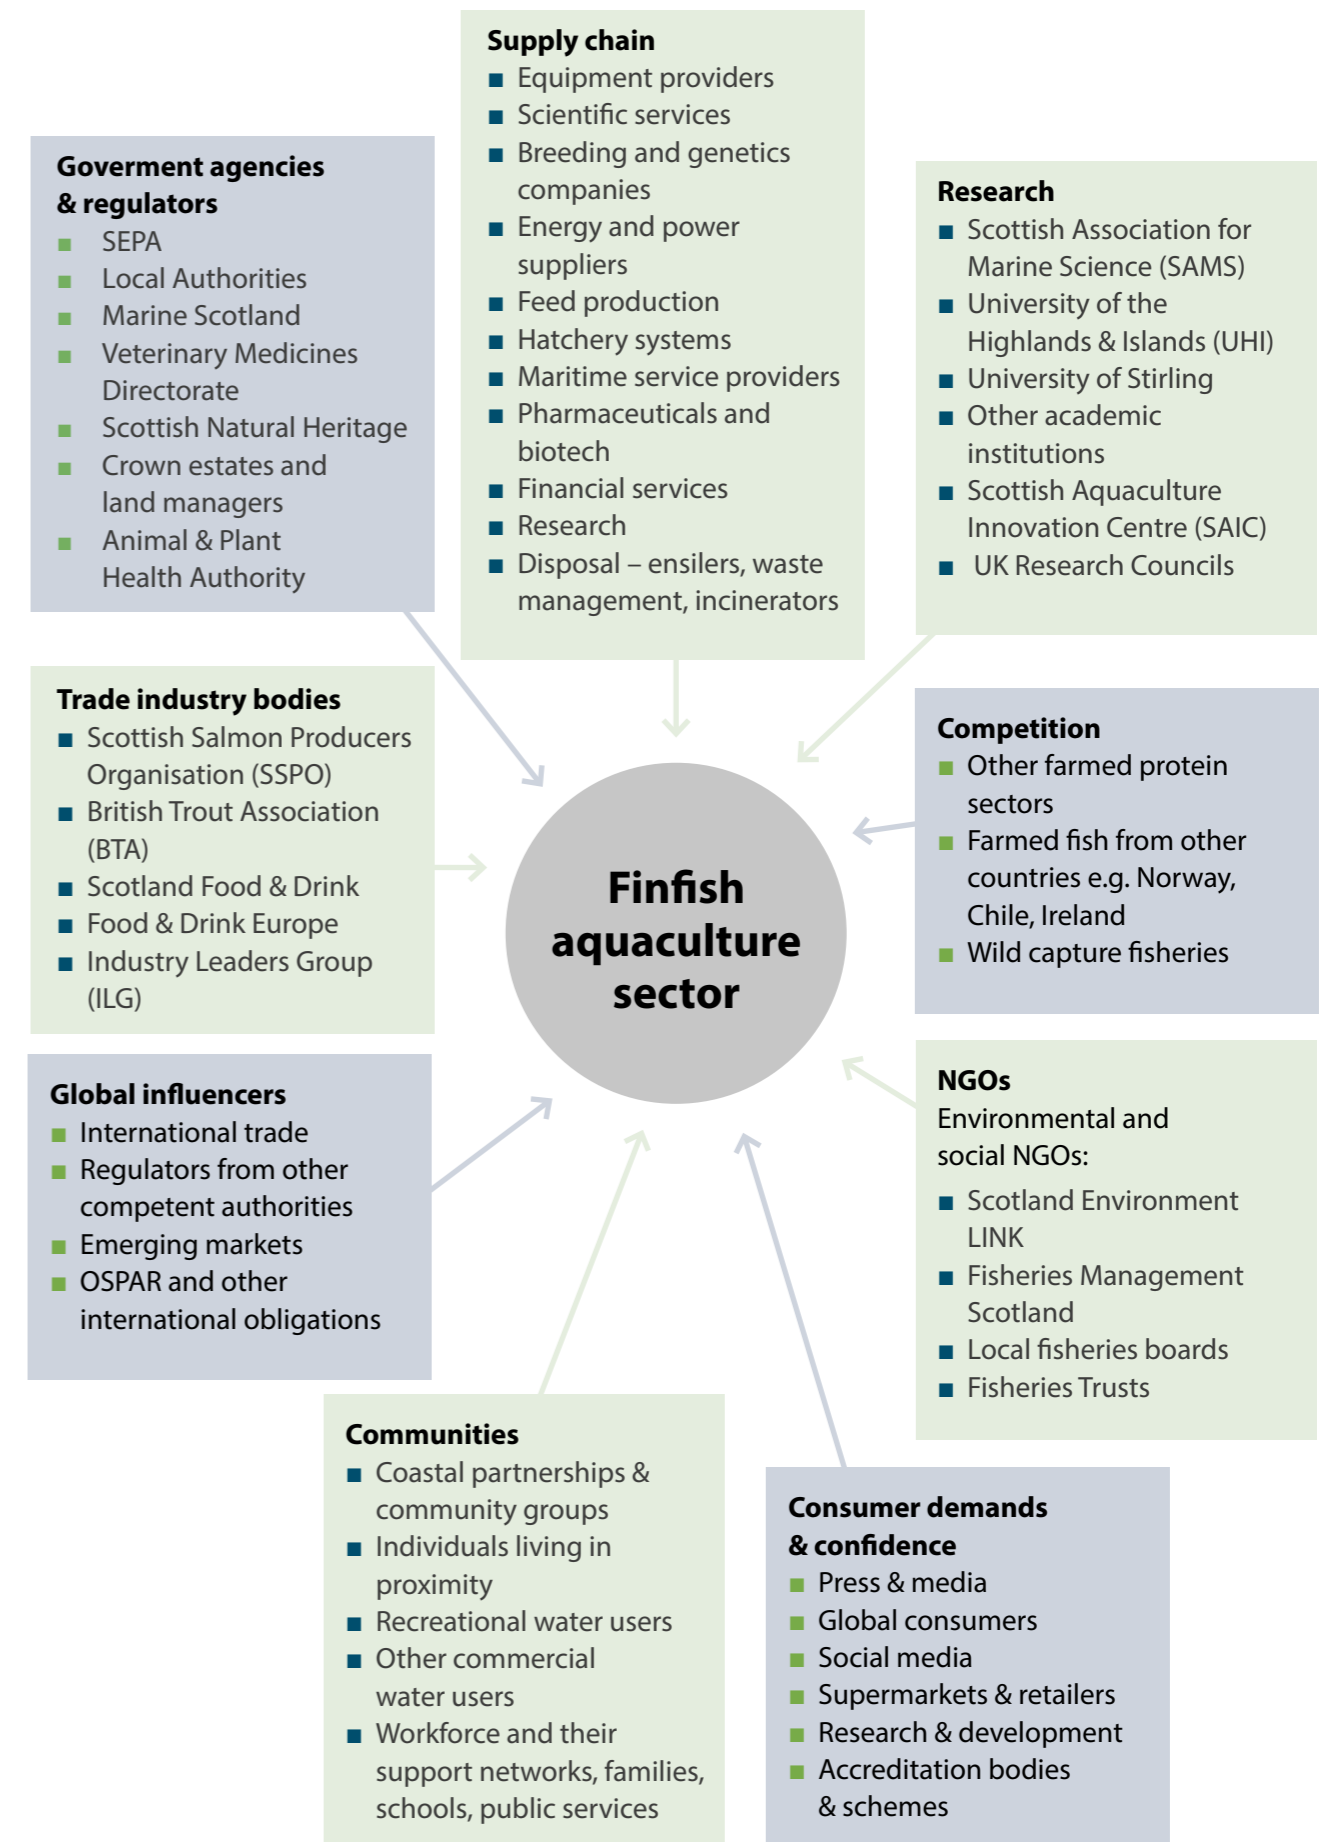 Supply chain
■ Equipment providers
■ Scientific services
■ Breeding and genetics
companies
■ Energy and power
suppliers
■ Feed production
■ Hatchery systems
■ Maritime service providers
■ Pharmaceuticals and
biotech
■ Financial services
■ Research
■ Disposal – ensilers, waste
management, incinerators
Goverment agencies
& regulators
■ SEPA
■ Local Authorities
■ Marine Scotland
■ Veterinary Medicines
Directorate
■ Scottish Natural Heritage
■ Crown estates and
land managers
■ Animal & Plant
Health Authority
Research
■ Scottish Association for
Marine Science (SAMS)
■ University of the
Highlands & Islands (UHI)
■ University of Stirling
■ Other academic
institutions
■ Scottish Aquaculture
Innovation Centre (SAIC)
■ UK Research Councils
Trade industry bodies
■ Scottish Salmon Producers
Organisation (SSPO)
■ British Trout Association
(BTA)
■ Scotland Food & Drink
■ Food & Drink Europe
■ Industry Leaders Group
(ILG)
Finfish
aquaculture
sector
Competition
■ Other farmed protein
sectors
■ Farmed fish from other
countries e.g. Norway,
Chile, Ireland
■ Wild capture fisheries
Global influencers
■ International trade
■ Regulators from other
competent authorities
■ Emerging markets
■ OSPAR and other
international obligations
NGOs
Environmental and
social NGOs:
■ Scotland Environment
LINK
■ Fisheries Management
Scotland
■ Local fisheries boards
■ Fisheries Trusts
Communities
■ Coastal partnerships &
community groups
■ Individuals living in
proximity
■ Recreational water users
■ Other commercial
water users
■ Workforce and their
support networks, families,
schools, public services
Consumer demands
& confidence
■ Press & media
■ Global consumers
■ Social media
■ Supermarkets & retailers
■ Research & development
■ Accreditation bodies
& schemes